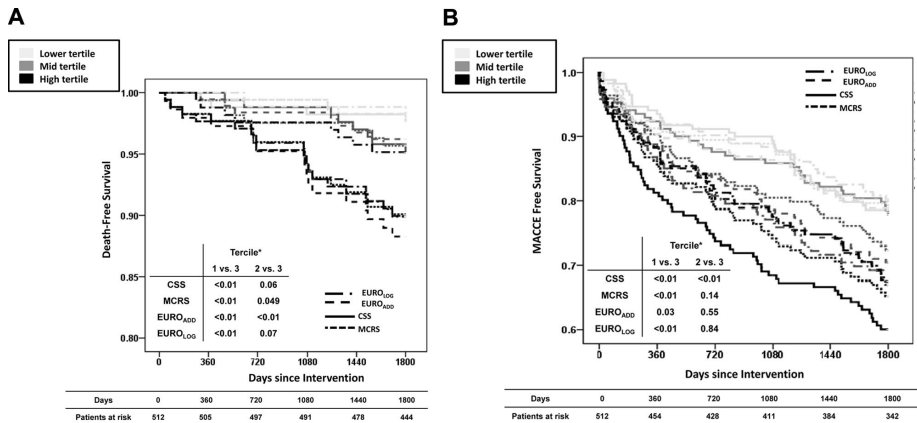 A
Lower tertile
Mid tertile
High tertile
Death-Free Survival
1.00
0.95
0.90
0.85
0.80
Tercile*
1 vs. 3 2 vs. 3
CSS <0.01 0.06
MCRS <0.01 0.049
EUROADD <0.01 <0.01
EUROLOG <0.01 0.07
EUROLOG
EUROADD
CSS
MCRS
0 360 720 1080 1440 1800
Days since Intervention
Days 0 360 720 1080 1440 1800
Patients at risk 512 505 497 491 478 444
B
Lower tertile
Mid tertile
High tertile
EUROLOG
EUROADD
CSS
MCRS
MACCE Free Survival
1.0
0.9
0.8
0.7
0.6
Tercile*
1 vs. 3 2 vs. 3
CSS <0.01 <0.01
MCRS <0.01 0.14
EUROADD 0.03 0.55
EUROLOG <0.01 0.84
0 360 720 1080 1440 1800
Days since Intervention
Days 0 360 720 1080 1440 1800
Patients at risk 512 454 428 411 384 342